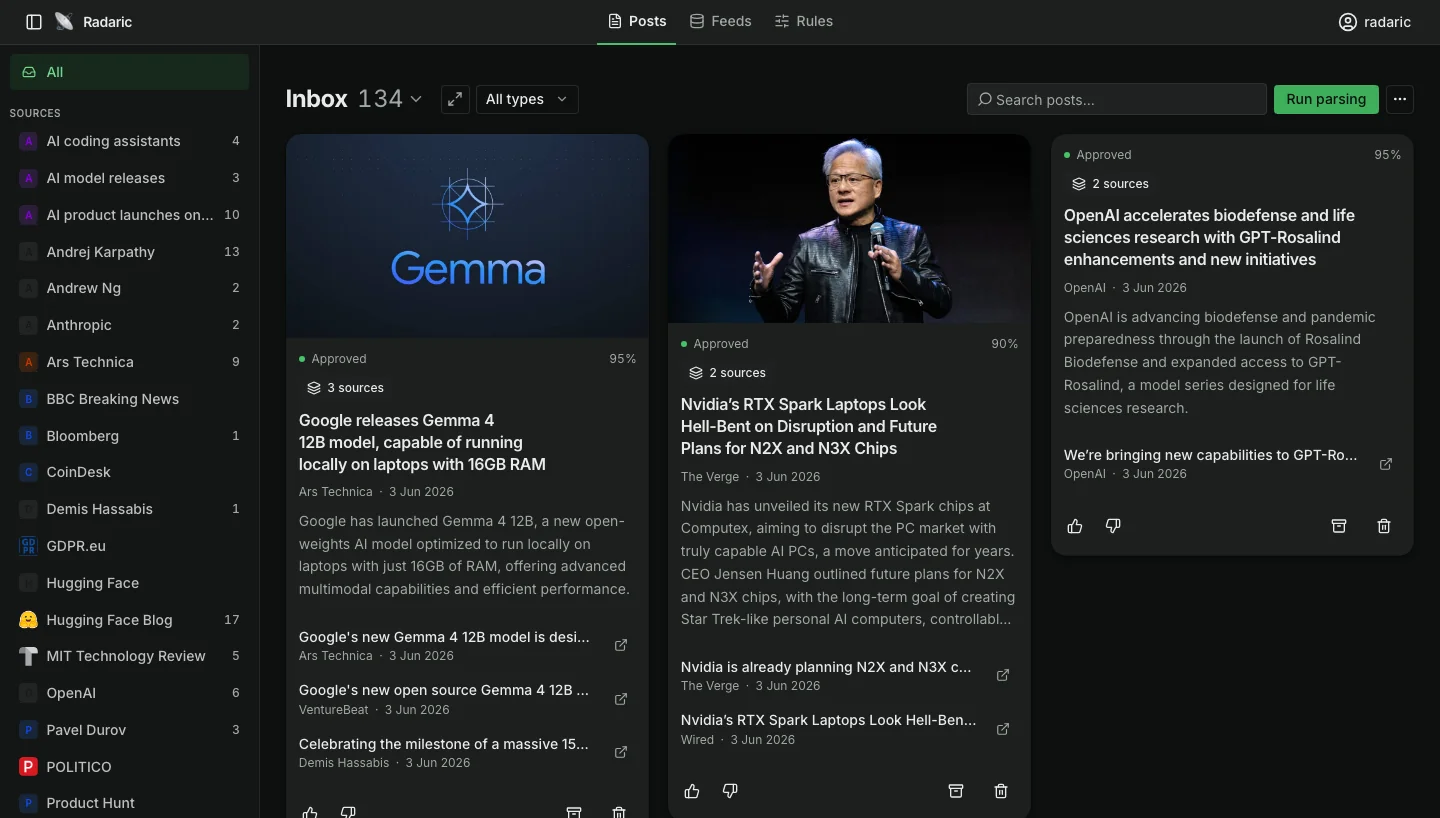 Radaric
Posts
Feeds
Rules
radaric
All
SOURCES
AI coding assistants 4
AI model releases 3
AI product launches on... 10
Andrej Karpathy 13
Andrew Ng 2
Anthropic 2
Ars Technica 9
BBC Breaking News
Bloomberg 1
CoinDesk
Demis Hassabis 1
GDPR.eu
Hugging Face
Hugging Face Blog 17
MIT Technology Review 5
OpenAI 6
Pavel Durov 3
POLITICO
Product Hunt
Inbox 134
All types
Search posts...
Run parsing
Gemma
Approved 95%
3 sources
Google releases Gemma 4
12B model, capable of running
locally on laptops with 16GB RAM
Ars Technica · 3 Jun 2026
Google has launched Gemma 4 12B, a new open-
weights AI model optimized to run locally on
laptops with just 16GB of RAM, offering advanced
multimodal capabilities and efficient performance.
Google's new Gemma 4 12B model is desi...
Ars Technica · 3 Jun 2026
Google's new open source Gemma 4 12B ...
VentureBeat · 3 Jun 2026
Celebrating the milestone of a massive 15...
Demis Hassabis · 3 Jun 2026
Approved 90%
2 sources
Nvidia’s RTX Spark Laptops Look
Hell-Bent on Disruption and Future
Plans for N2X and N3X Chips
The Verge · 3 Jun 2026
Nvidia has unveiled its new RTX Spark chips at
Computex, aiming to disrupt the PC market with
truly capable AI PCs, a move anticipated for years.
CEO Jensen Huang outlined future plans for N2X
and N3X chips, with the long-term goal of creating
Star Trek-like personal AI computers, controllabl...
Nvidia is already planning N2X and N3X c...
The Verge · 3 Jun 2026
Nvidia’s RTX Spark Laptops Look Hell-Ben...
Wired · 3 Jun 2026
Approved 95%
2 sources
OpenAI accelerates biodefense and life
sciences research with GPT-Rosalind
enhancements and new initiatives
OpenAI · 3 Jun 2026
OpenAI is advancing biodefense and pandemic
preparedness through the launch of Rosalind
Biodefense and expanded access to GPT-
Rosalind, a model series designed for life
sciences research.
We’re bringing new capabilities to GPT-Ro...
OpenAI · 3 Jun 2026